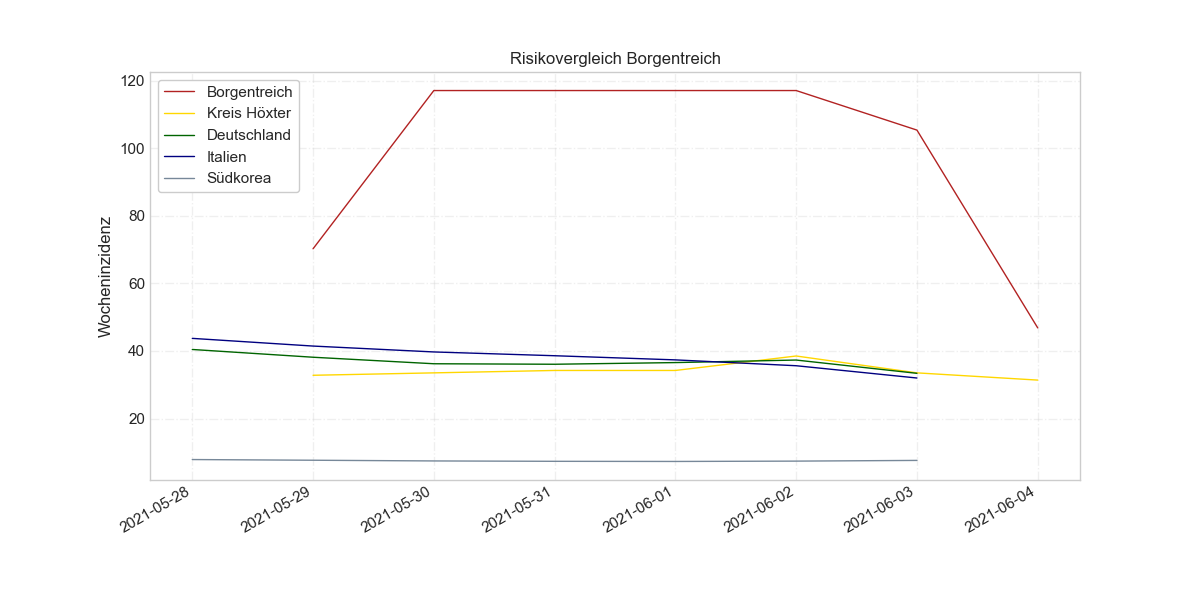 Risikovergleich Borgentreich
120
100
80
60
40
20
Wocheninzidenz
Borgentreich
Kreis Höxter
Deutschland
Italien
Südkorea
2021-05-28
2021-05-29
2021-05-30
2021-05-31
2021-06-01
2021-06-02
2021-06-03
2021-06-04